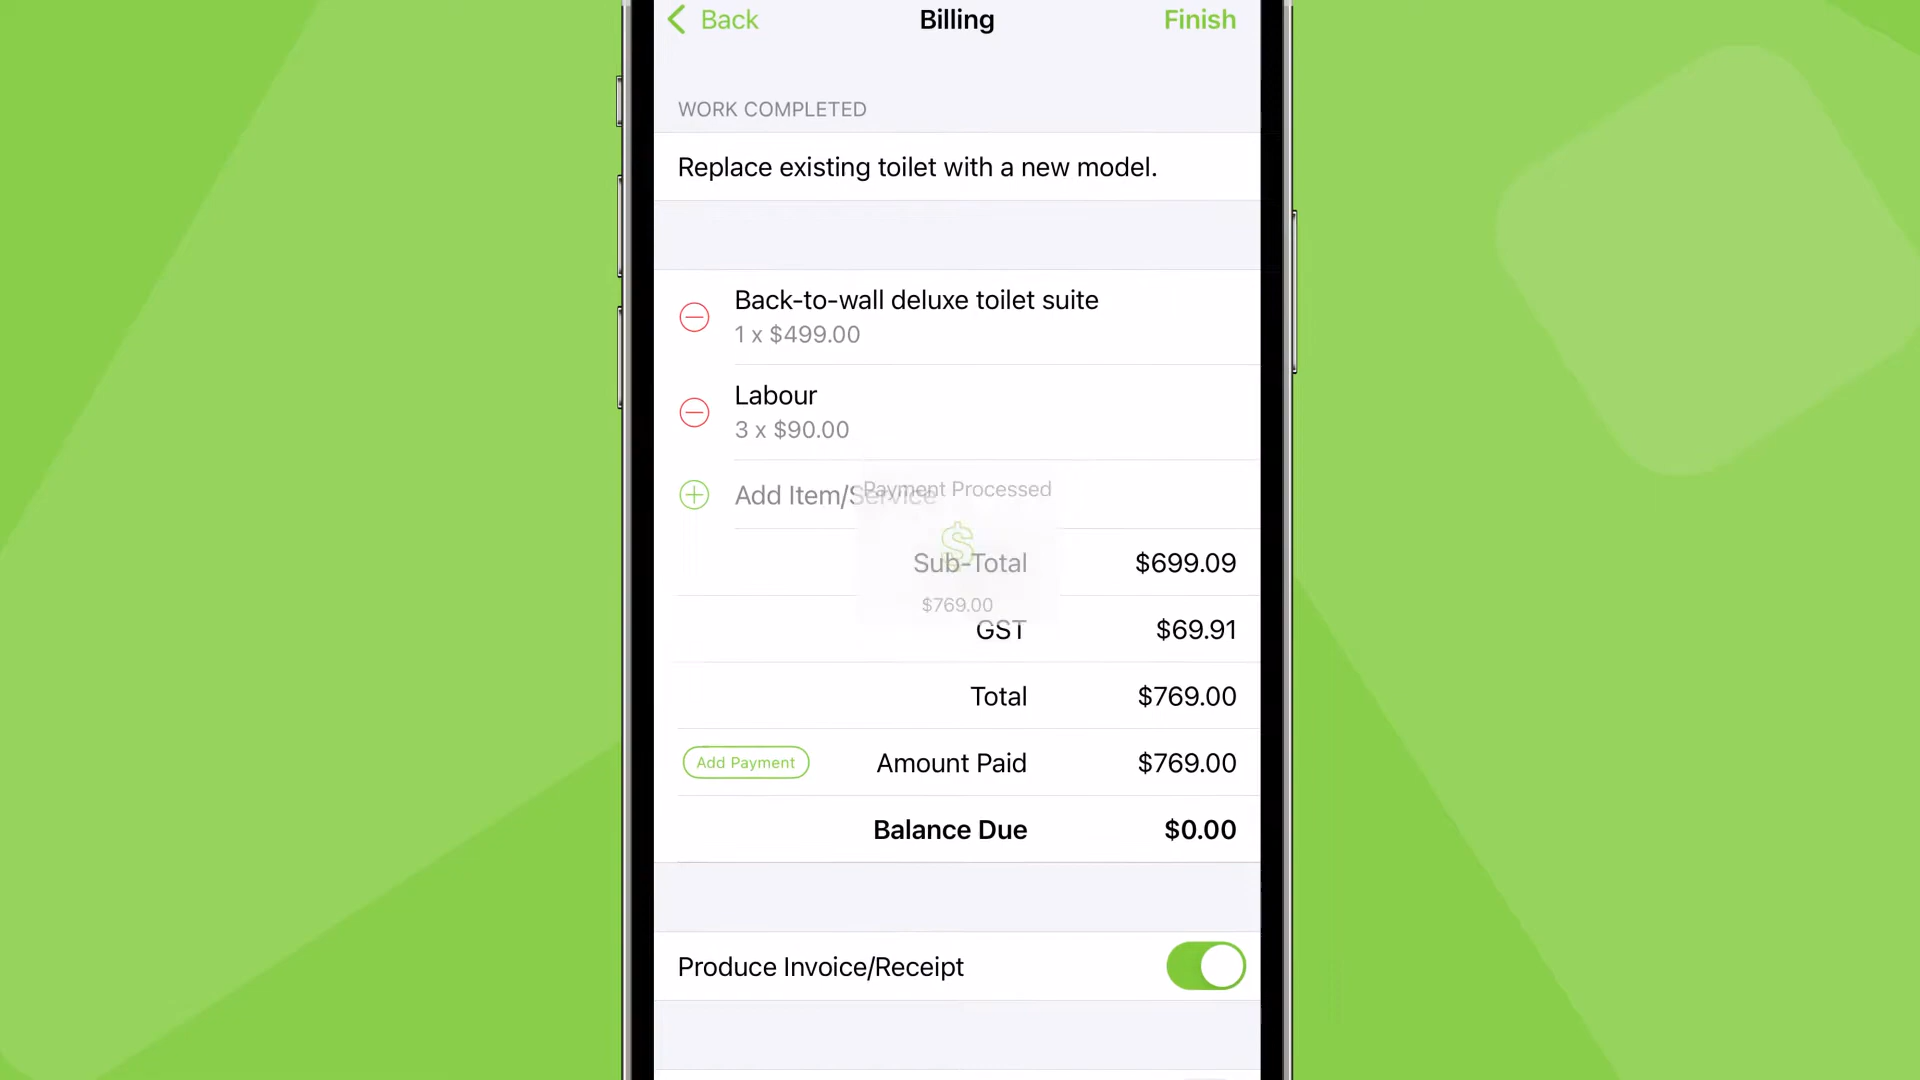 Back
Billing
Finish
WORK COMPLETED
Replace existing toilet with a new model.
Back-to-wall deluxe toilet suite
1 x $499.00
Labour
3 x $90.00
Add Item/Service
Payment Processed
$
Sub-Total $699.09
$769.00
GST $69.91
Total $769.00
Add Payment Amount Paid $769.00
Balance Due $0.00
Produce Invoice/Receipt